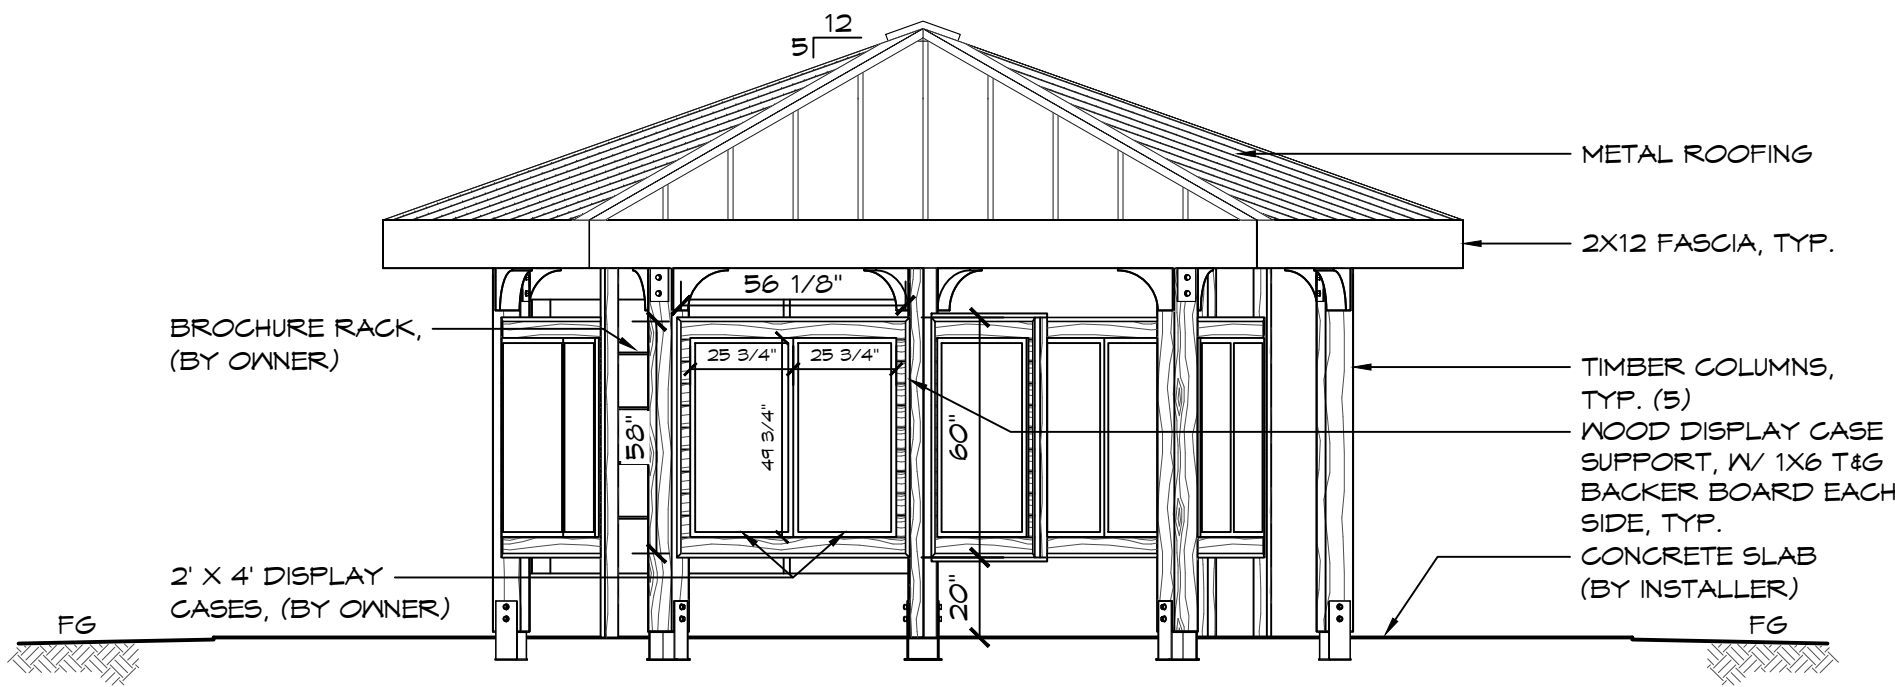 12
5
METAL ROOFING
2X12 FASCIA, TYP.
56 1/8"
BROCHURE RACK,
(BY OWNER)
25 3/4"
25 3/4"
TIMBER COLUMNS,
TYP. (5)
58"
49 3/4"
60"
WOOD DISPLAY CASE
SUPPORT, W/ 1X6 T&G
BACKER BOARD EACH
SIDE, TYP.
CONCRETE SLAB
(BY INSTALLER)
2' X 4' DISPLAY
CASES, (BY OWNER)
20"
FG
FG